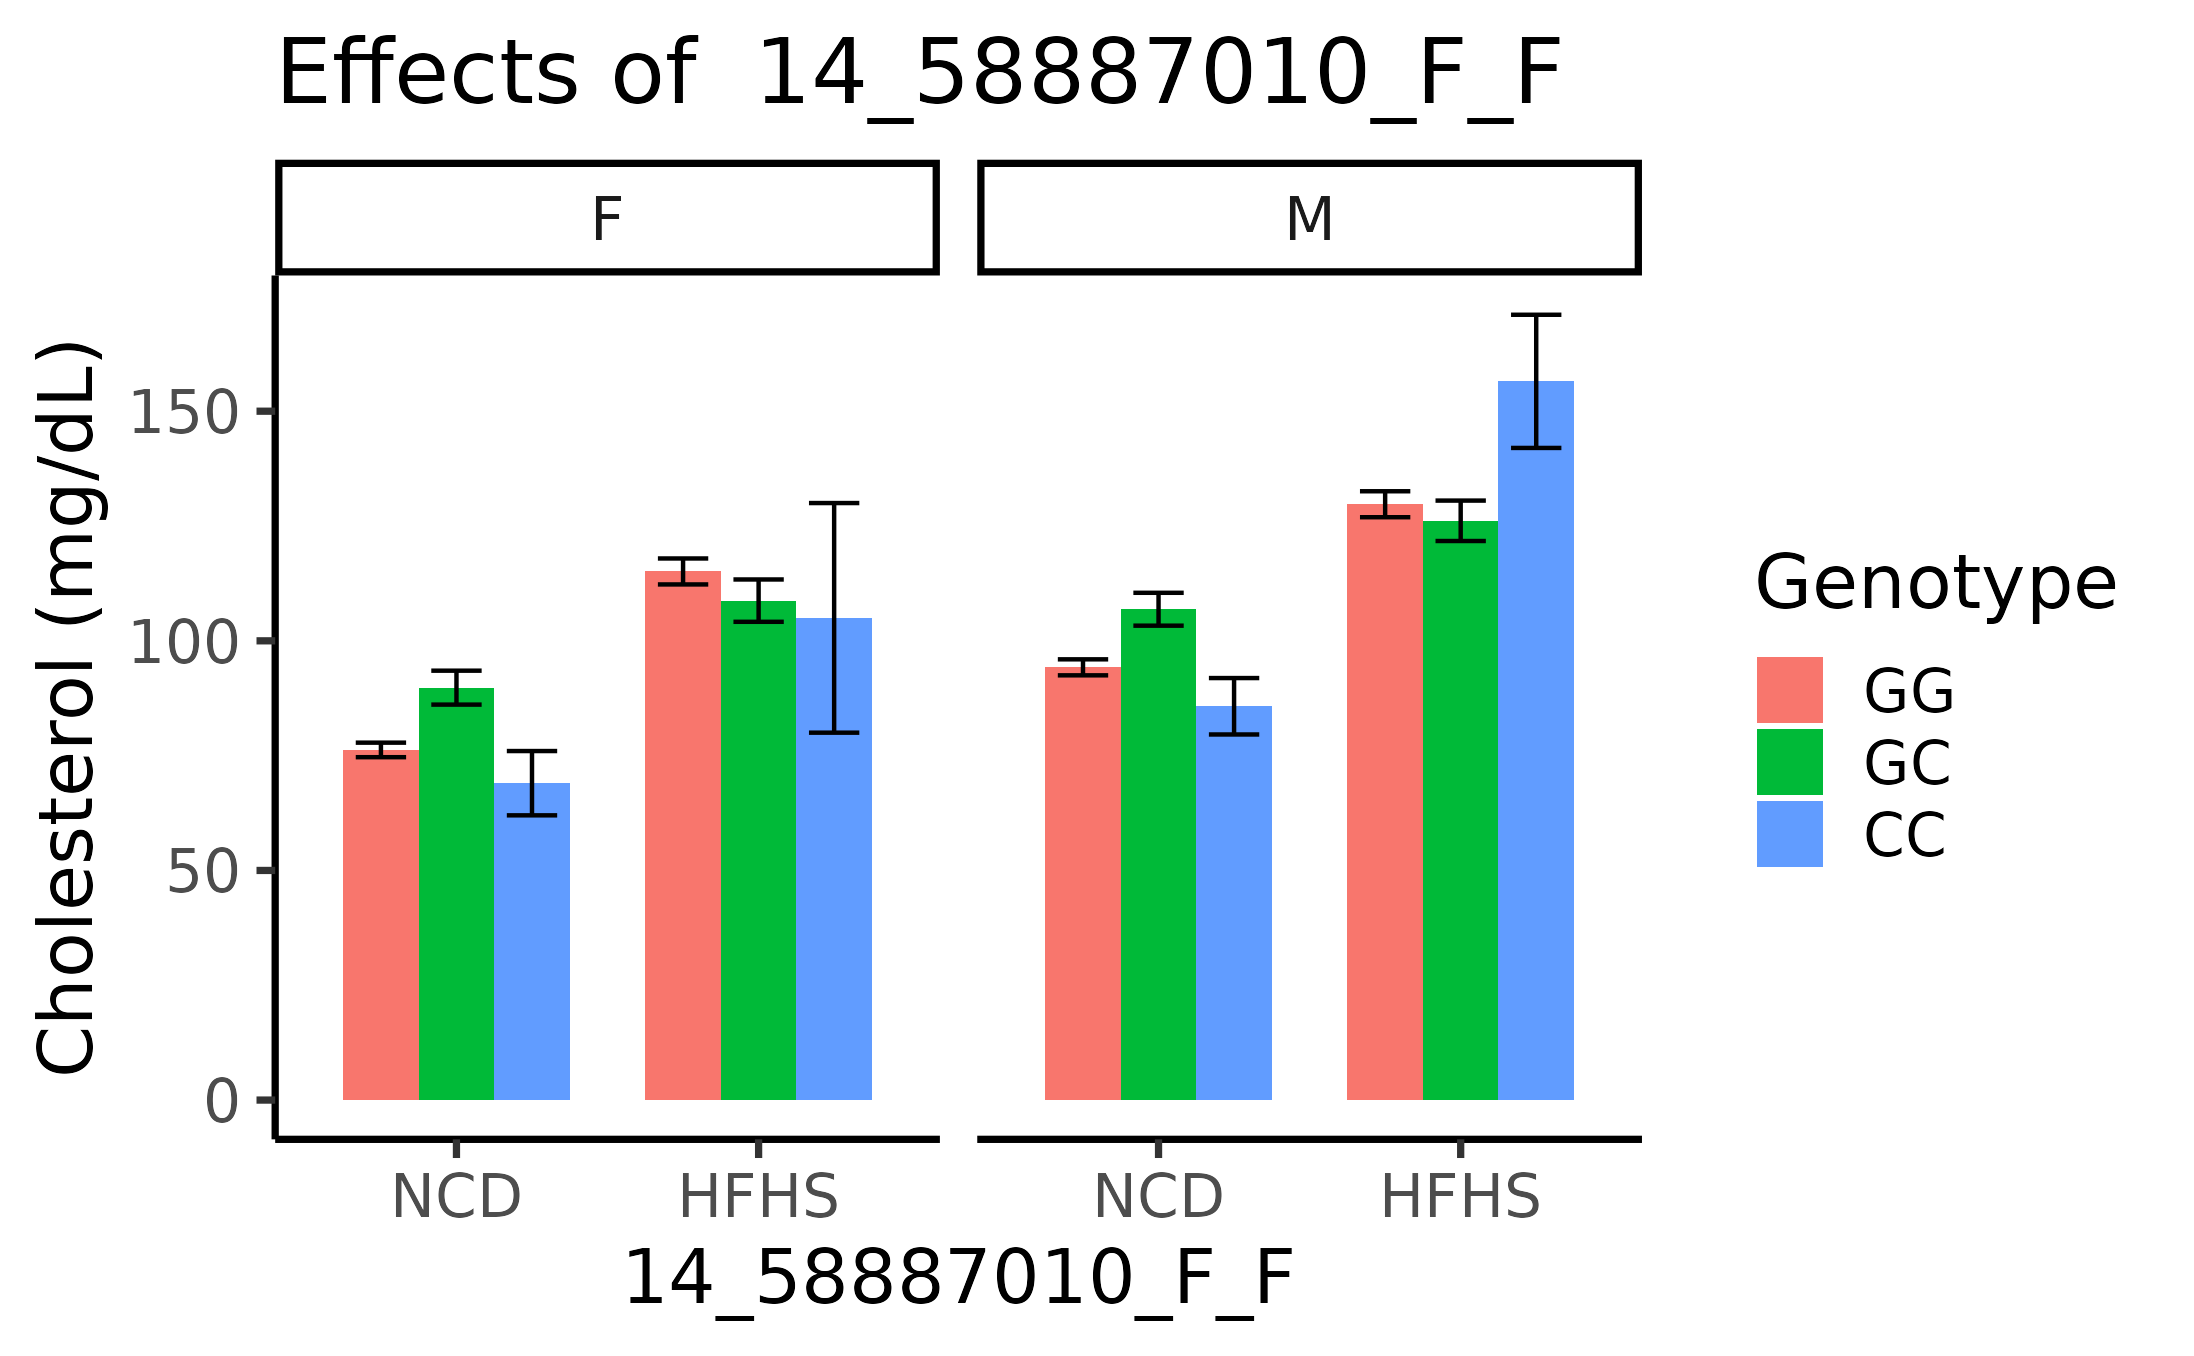 Effects of  14_58887010_F_F
F
M
Cholesterol (mg/dL)
150
100
50
0
NCD
HFHS
NCD
HFHS
14_58887010_F_F
Genotype
GG
GC
CC